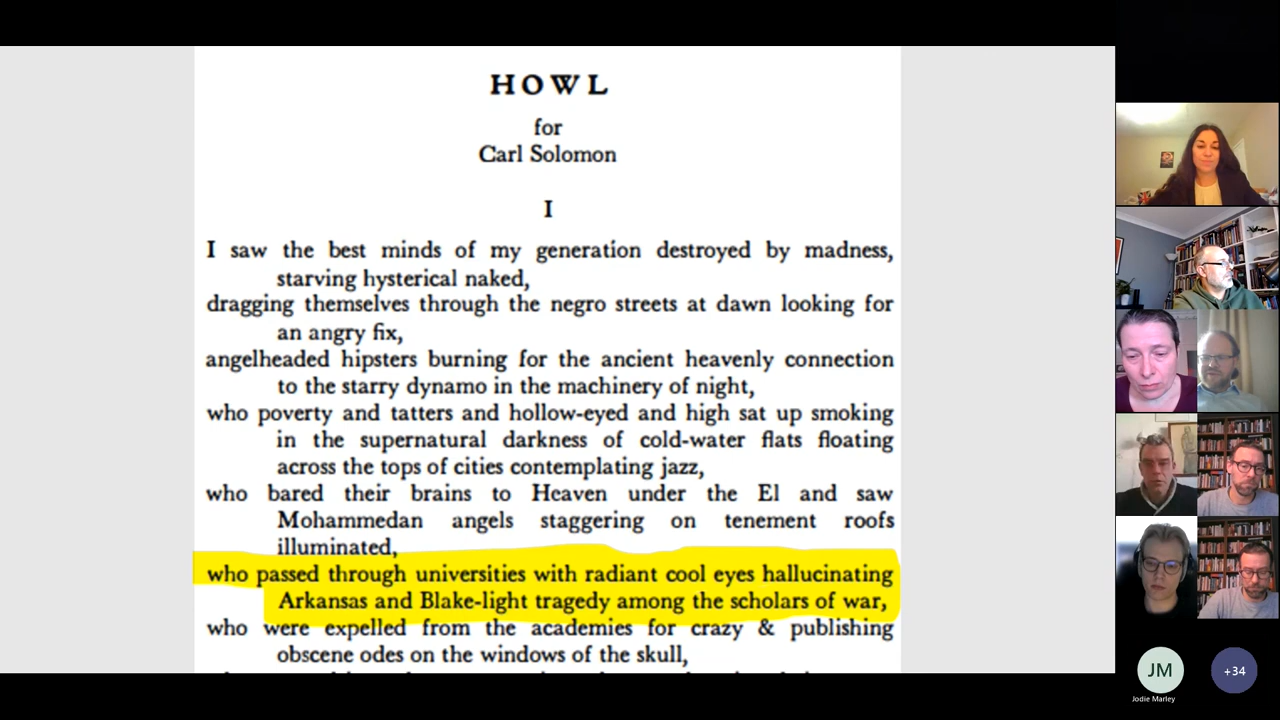 HOWL
for
Carl Solomon
I
I saw the best minds of my generation destroyed by madness,
starving hysterical naked,
dragging themselves through the negro streets at dawn looking for
an angry fix,
angelheaded hipsters burning for the ancient heavenly connection
to the starry dynamo in the machinery of night,
who poverty and tatters and hollow-eyed and high sat up smoking
in the supernatural darkness of cold-water flats floating
across the tops of cities contemplating jazz,
who bared their brains to Heaven under the El and saw
Mohammedan angels staggering on tenement roofs
illuminated,
who passed through universities with radiant cool eyes hallucinating
Arkansas and Blake-light tragedy among the scholars of war,
who were expelled from the academies for crazy & publishing
obscene odes on the windows of the skull,
JM
+34
Jodie Marley